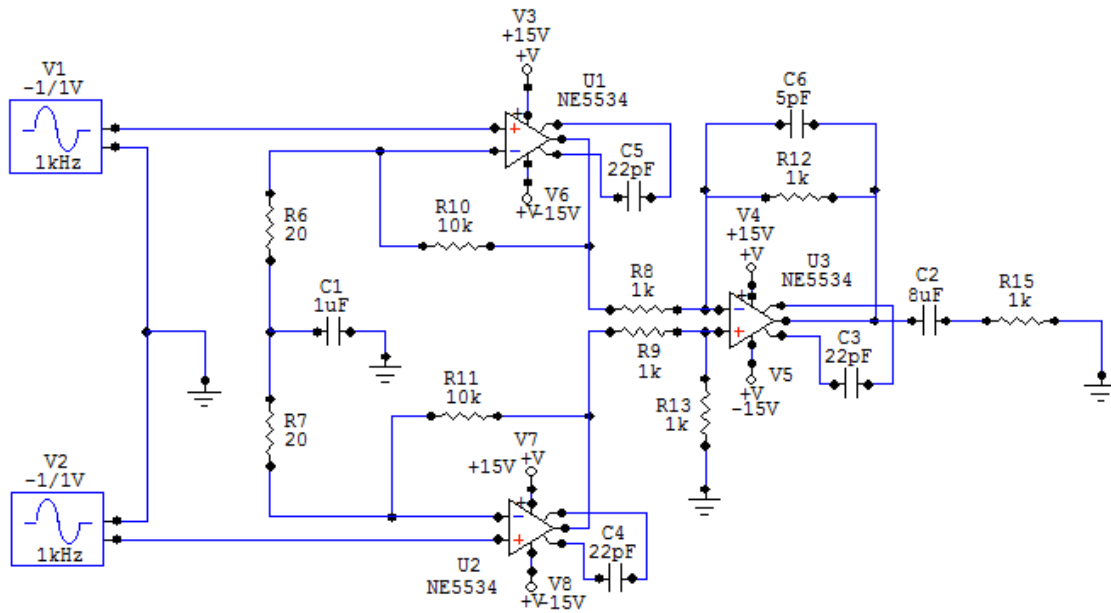 V3
+15V
+V
V1
-1/1V
1kHz
+
−
+
U1
NE5534
C5
22pF
V6
+V-15V
C6
5pF
R12
1k
R10
10k
R6
20
V4
+15V
+V
U3
NE5534
R8
1k
C1
1uF
+
−
+
C2
8uF
R15
1k
R9
1k
C3
22pF
V5
+V
-15V
R11
10k
R13
1k
R7
20
V7
+V
+15V
V2
-1/1V
1kHz
+
−
+
C4
22pF
U2
NE5534
V8
+V-15V